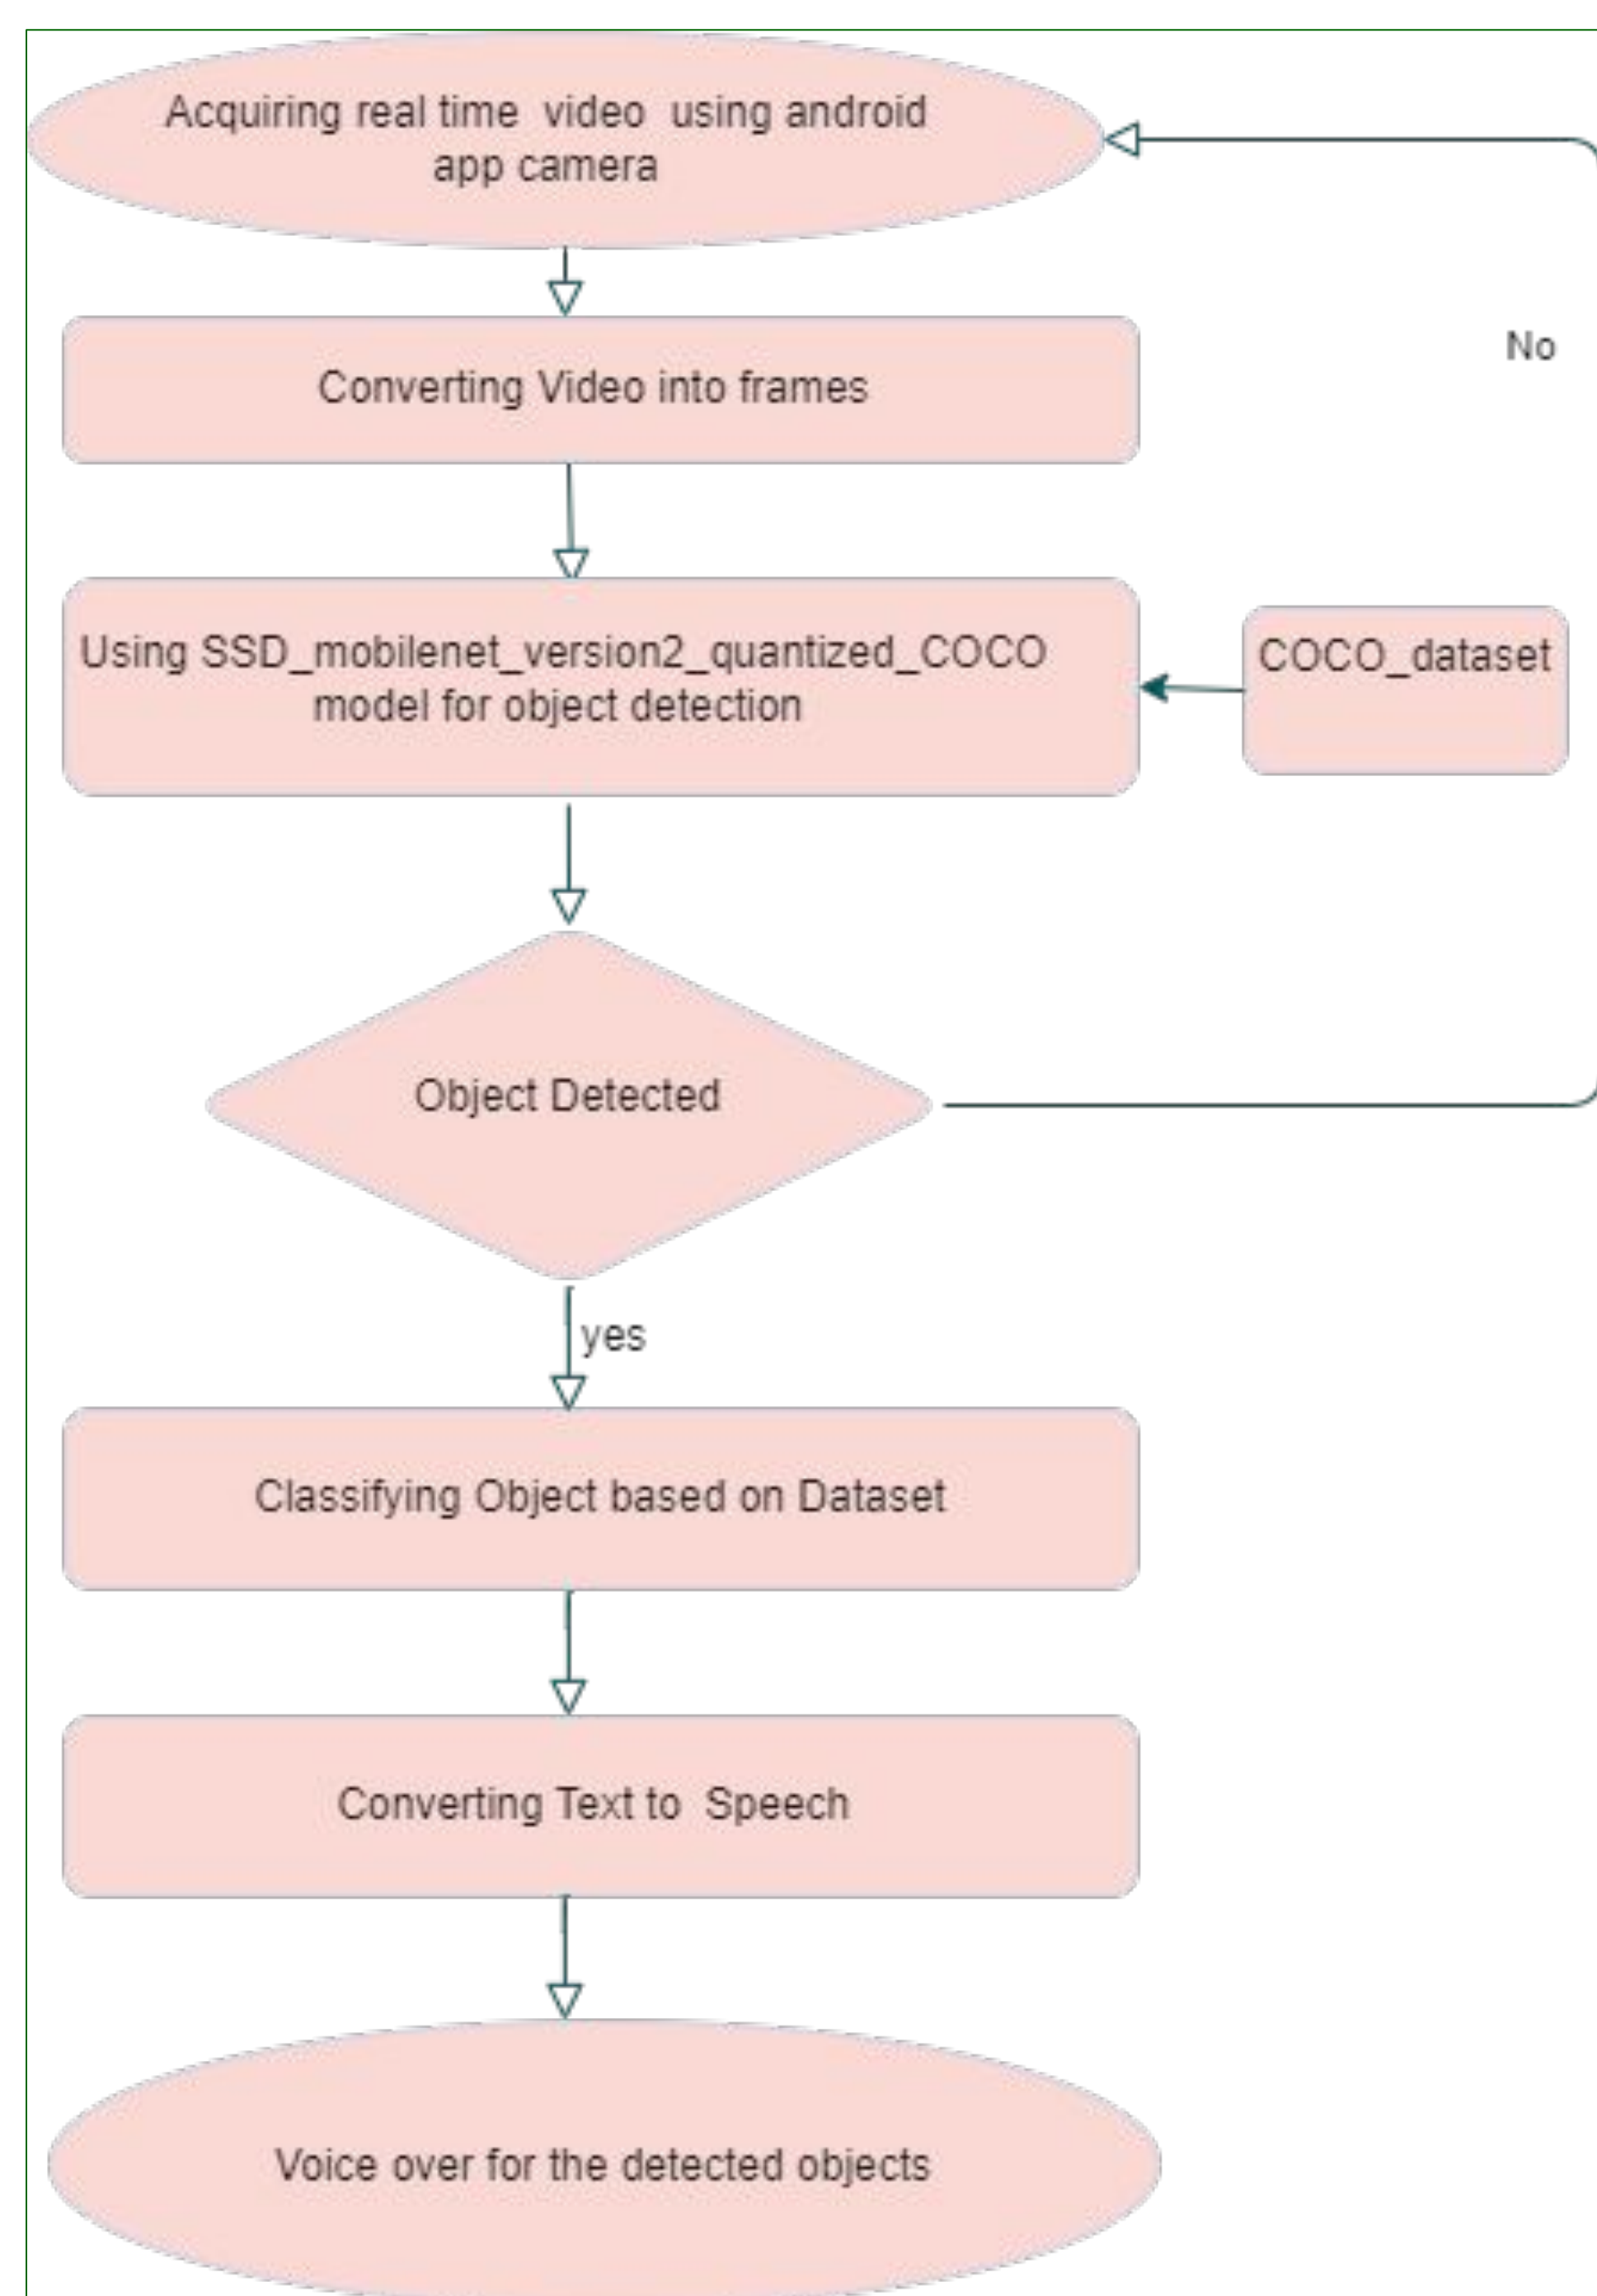 Acquiring real time video using android
app camera
No
Converting Video into frames
Using SSD_mobilenet_version2_quantized_COCO
model for object detection
COCO_dataset
Object Detected
yes
Classifying Object based on Dataset
Converting Text to Speech
Voice over for the detected objects